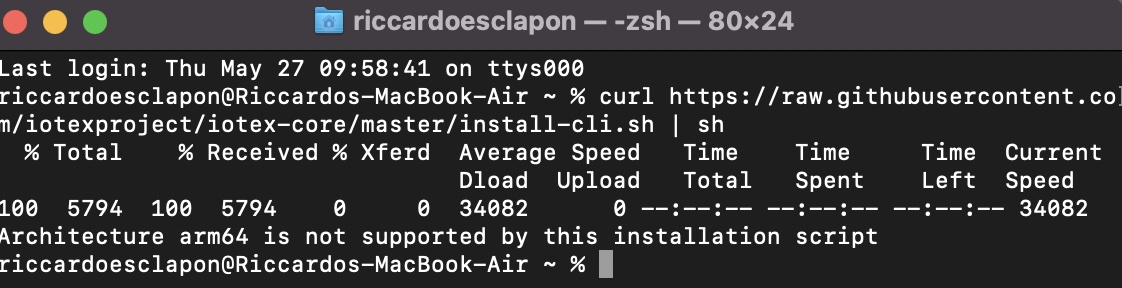 riccardoesclapon — -zsh — 80×24
Last login: Thu May 27 09:58:41 on ttys000
riccardoesclapon@Riccardos-MacBook-Air ~ % curl https://raw.githubusercontent.co
m/iotexproject/iotex-core/master/install-cli.sh | sh
  % Total    % Received % Xferd  Average Speed   Time    Time     Time  Current
                                 Dload  Upload   Total   Spent    Left  Speed
100  5794  100  5794    0     0  34082      0 --:--:-- --:--:-- --:--:-- 34082
Architecture arm64 is not supported by this installation script
riccardoesclapon@Riccardos-MacBook-Air ~ %